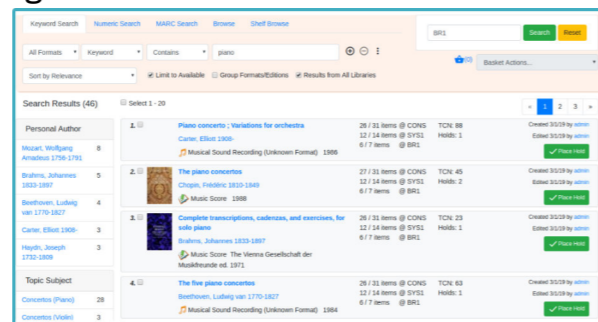 Keyword Search Numeric Search MARC Search Browse Shelf Browse
BR1 Search Reset
All Formats Keyword Contains piano
Basket Actions...
Sort by Relevance Limit to Available Group Formats/Editions Results from All Libraries
Search Results (46) Select 1 - 20 « 1 2 3 »
Personal Author
Mozart, Wolfgang Amadeus 1756-1791 8
Brahms, Johannes 1833-1897 5
Beethoven, Ludwig van 1770-1827 4
Carter, Elliott 1908- 3
Haydn, Joseph 1732-1809 3
Topic Subject
Concertos (Piano) 28
Concertos (Violin) 3
1. Piano concerto ; Variations for orchestra 26 / 31 items @ CONS TCN: 88 Created 3/1/19 by admin
Carter, Elliott 1908- 12 / 14 items @ SYS1 Holds: 1 Edited 3/1/19 by admin
Musical Sound Recording (Unknown Format) 1986 6 / 7 items @ BR1 Place Hold
2. The piano concertos 27 / 31 items @ CONS TCN: 45 Created 3/1/19 by admin
Chopin, Frédéric 1810-1849 12 / 14 items @ SYS1 Holds: 2 Edited 3/1/19 by admin
Music Score 1988 6 / 7 items @ BR1 Place Hold
3. Complete transcriptions, cadenzas, and exercises, for 26 / 31 items @ CONS TCN: 23 Created 3/1/19 by admin
solo piano 12 / 14 items @ SYS1 Holds: 1 Edited 3/1/19 by admin
Brahms, Johannes 1833-1897 6 / 7 items @ BR1 Place Hold
Music Score The Vienna Gesellschaft der
Musikfreunde ed. 1971
4. The five piano concertos 26 / 31 items @ CONS TCN: 63 Created 3/1/19 by admin
Beethoven, Ludwig van 1770-1827 12 / 14 items @ SYS1 Holds: 1 Edited 3/1/19 by admin
Musical Sound Recording (Unknown Format) 1984 6 / 7 items @ BR1 Place Hold